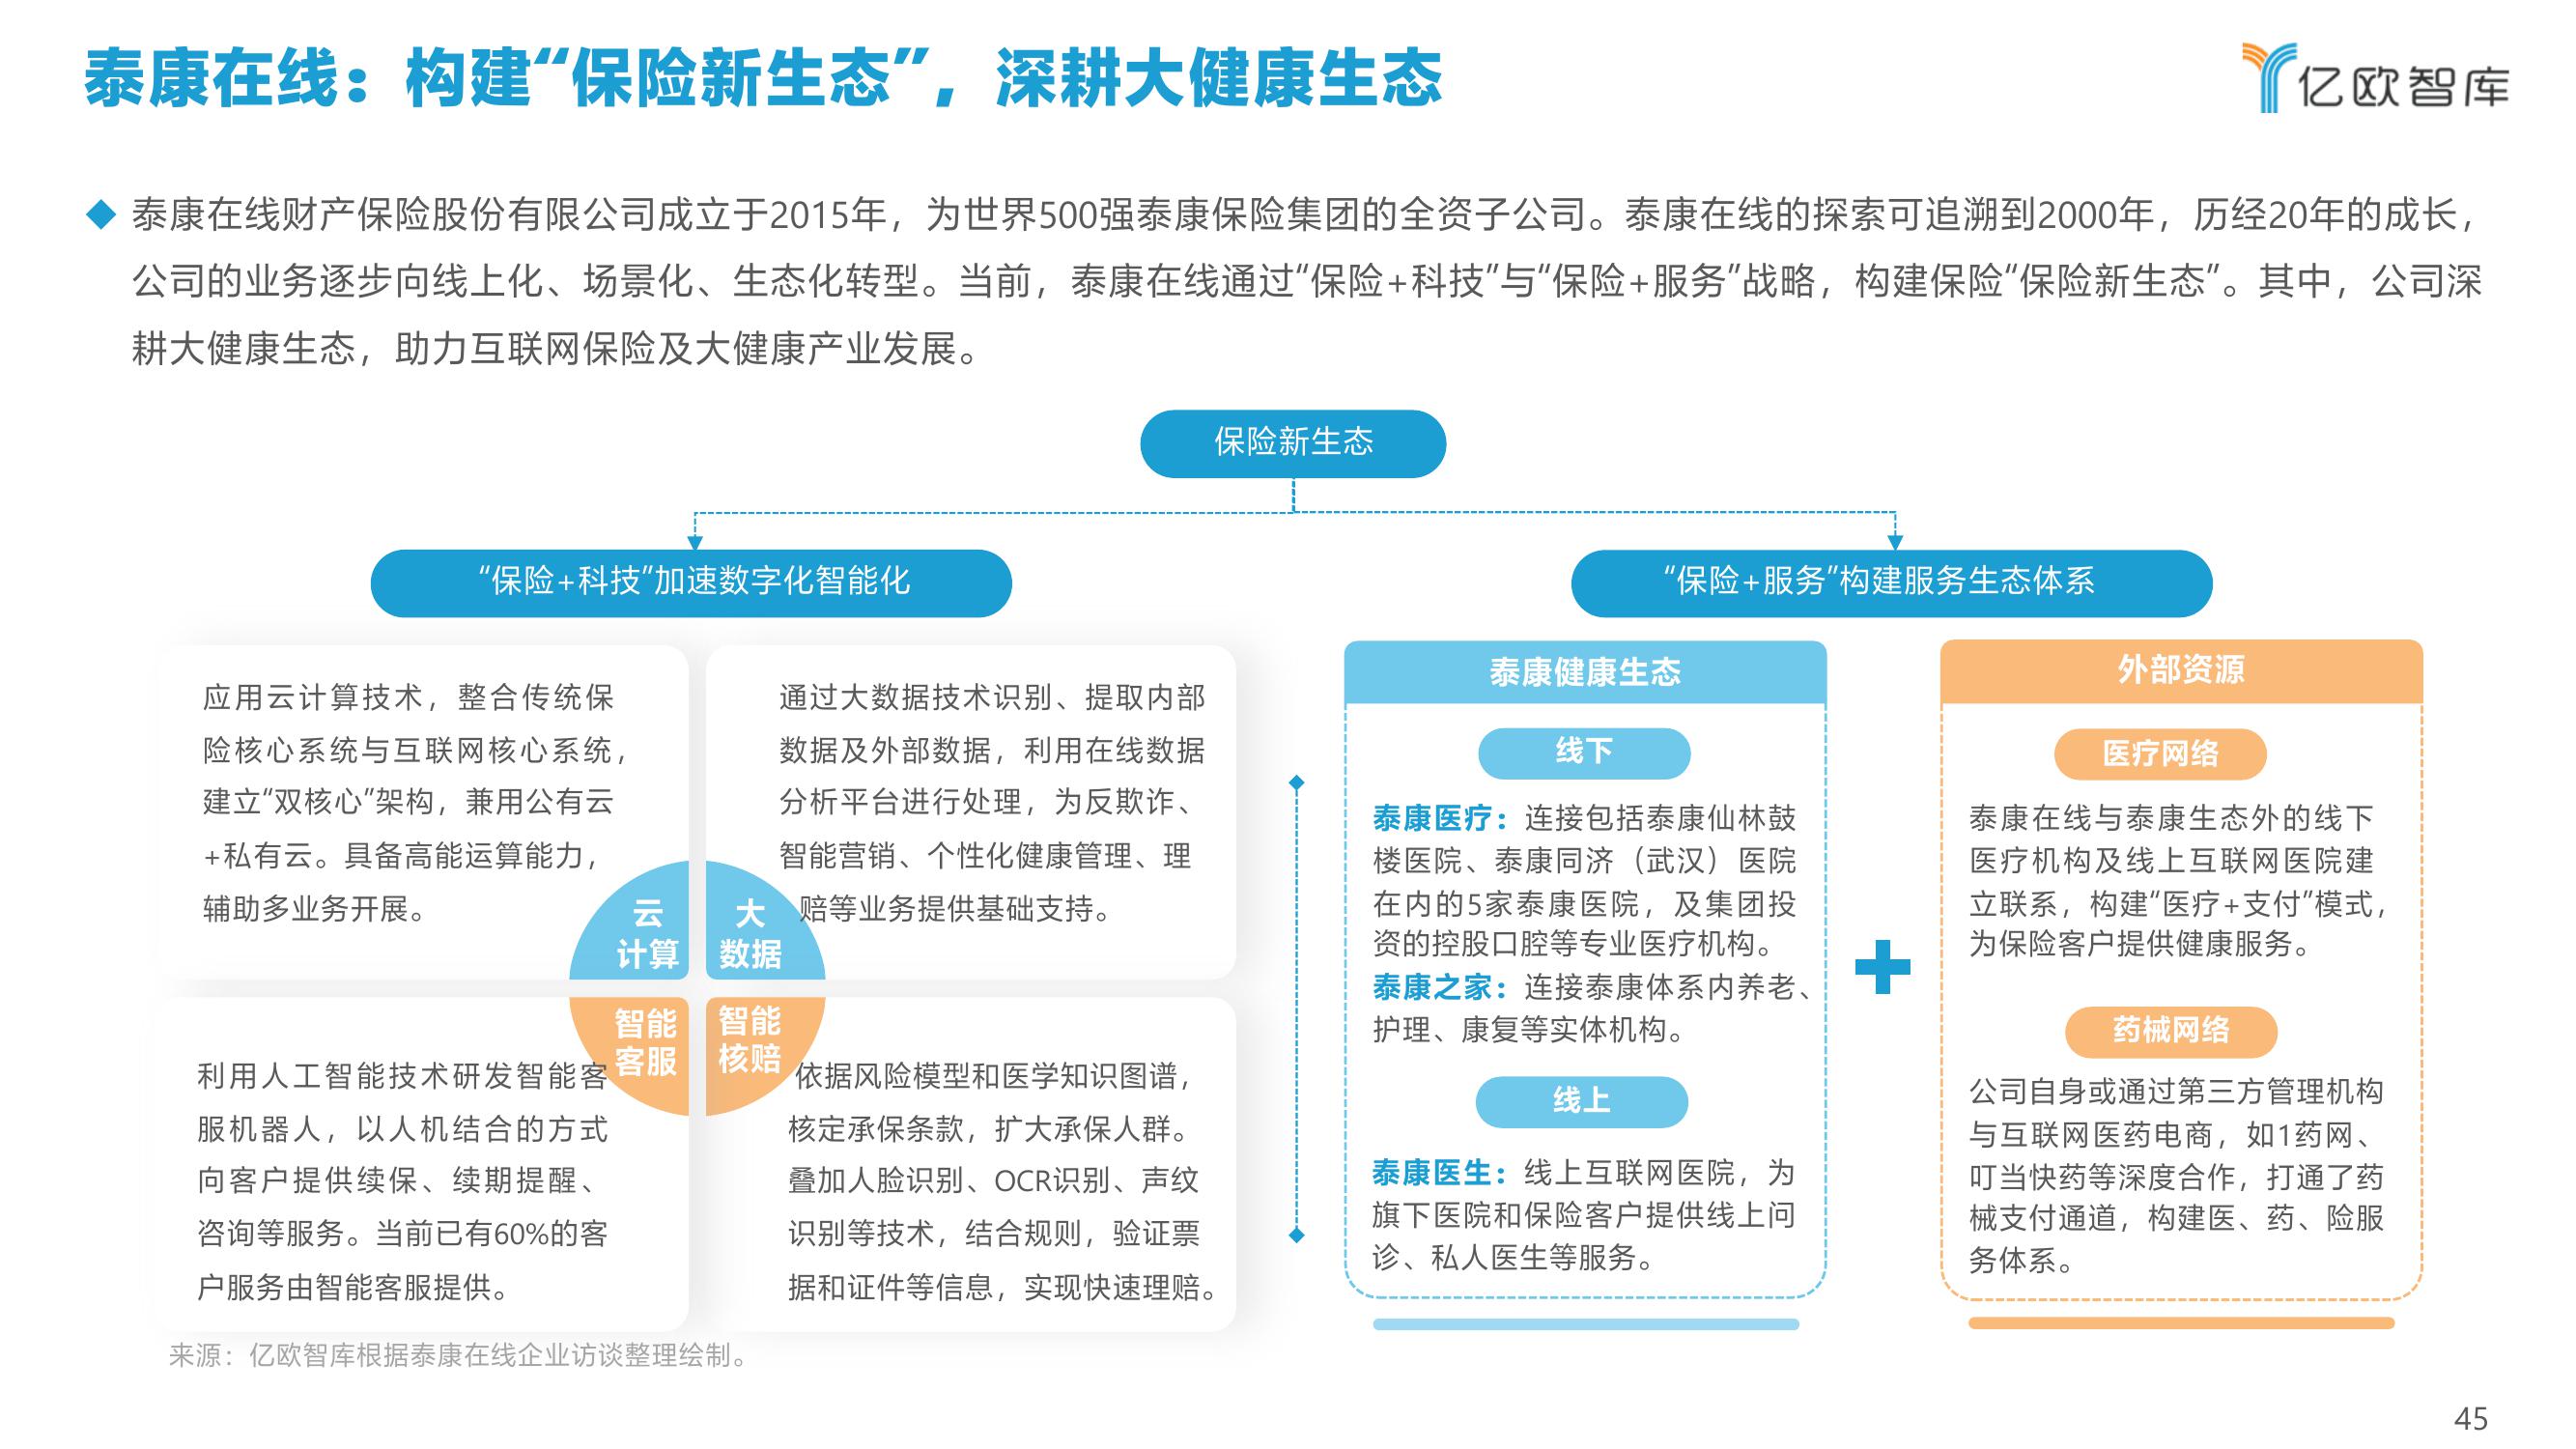 泰康在线：构建“保险新生态”，深耕大健康生态
亿欧智库
泰康在线财产保险股份有限公司成立于2015年，为世界500强泰康保险集团的全资子公司。泰康在线的探索可追溯到2000年，历经20年的成长，
公司的业务逐步向线上化、场景化、生态化转型。当前，泰康在线通过“保险+科技”与“保险+服务”战略，构建保险“保险新生态”。其中，公司深
耕大健康生态，助力互联网保险及大健康产业发展。
保险新生态
“保险+科技”加速数字化智能化
应用云计算技术，整合传统保
险核心系统与互联网核心系统，
建立“双核心”架构，兼用公有云
+私有云。具备高能运算能力，
辅助多业务开展。
云
计算
通过大数据技术识别、提取内部
数据及外部数据，利用在线数据
分析平台进行处理，为反欺诈、
智能营销、个性化健康管理、理
赔等业务提供基础支持。
大
数据
智能
客服
利用人工智能技术研发智能客
服机器人，以人机结合的方式
向客户提供续保、续期提醒、
咨询等服务。当前已有60%的客
户服务由智能客服提供。
智能
核赔
依据风险模型和医学知识图谱，
核定承保条款，扩大承保人群。
叠加人脸识别、OCR识别、声纹
识别等技术，结合规则，验证票
据和证件等信息，实现快速理赔。
“保险+服务”构建服务生态体系
泰康健康生态
线下
泰康医疗：连接包括泰康仙林鼓
楼医院、泰康同济（武汉）医院
在内的5家泰康医院，及集团投
资的控股口腔等专业医疗机构。
泰康之家：连接泰康体系内养老、
护理、康复等实体机构。
线上
泰康医生：线上互联网医院，为
旗下医院和保险客户提供线上问
诊、私人医生等服务。
外部资源
医疗网络
泰康在线与泰康生态外的线下
医疗机构及线上互联网医院建
立联系，构建“医疗+支付”模式，
为保险客户提供健康服务。
药械网络
公司自身或通过第三方管理机构
与互联网医药电商，如1药网、
叮当快药等深度合作，打通了药
械支付通道，构建医、药、险服
务体系。
来源：亿欧智库根据泰康在线企业访谈整理绘制。
45